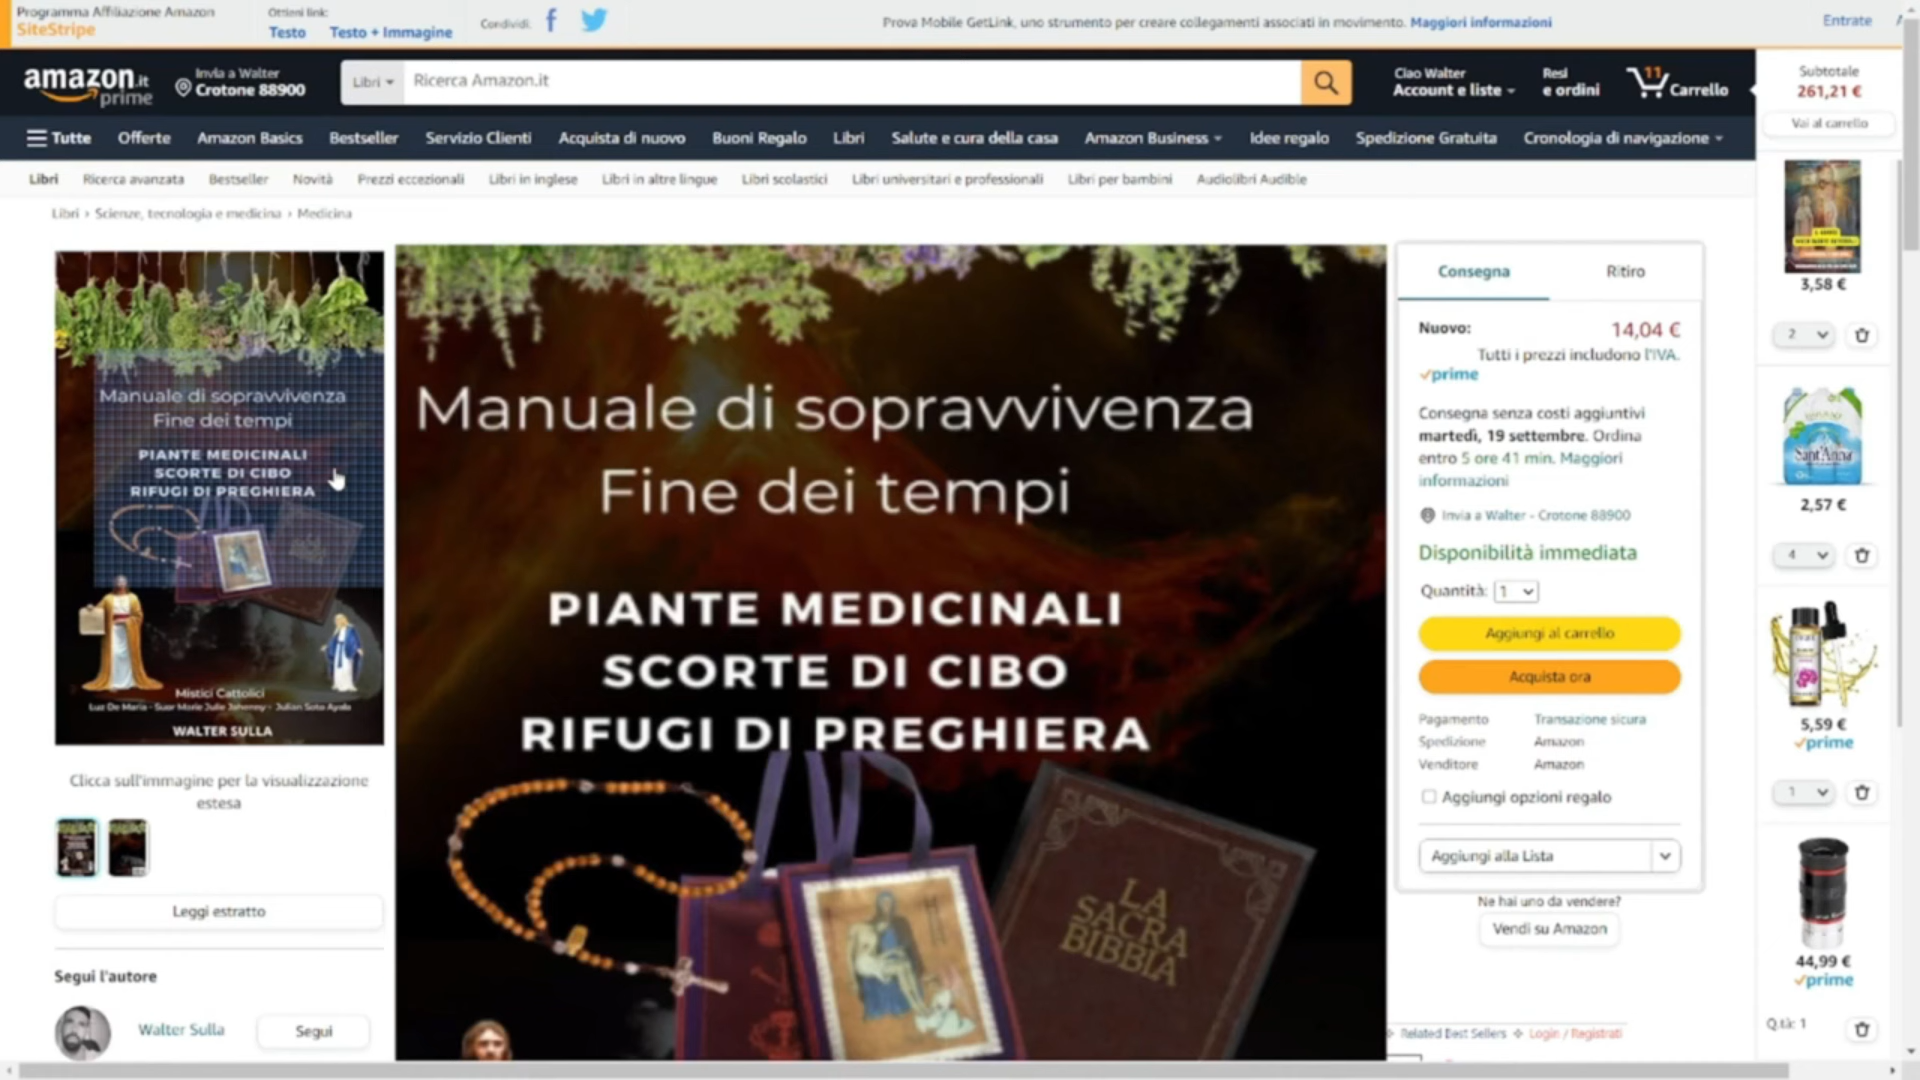 Programma Affiliazione Amazon
SiteStripe
Ottieni link:
Testo
Testo + Immagine
Condividi:
Prova Mobile GetLink, uno strumento per creare collegamenti associati in movimento. Maggiori informazioni
Entrate
amazon.it
prime
Invia a Walter
Crotone 88900
Libri
Ricerca Amazon.it
Ciao Walter
Account e liste
Resi
e ordini
11
Carrello
Subtotale
261,21 €
Vai al carrello
Tutte
Offerte
Amazon Basics
Bestseller
Servizio Clienti
Acquista di nuovo
Buoni Regalo
Libri
Salute e cura della casa
Amazon Business
Idee regalo
Spedizione Gratuita
Cronologia di navigazione
Libri
Ricerca avanzata
Bestseller
Novità
Prezzi eccezionali
Libri in inglese
Libri in altre lingue
Libri scolastici
Libri universitari e professionali
Libri per bambini
Audiolibri Audible
Libri › Scienze, tecnologia e medicina › Medicina
Manuale di sopravvivenza
Fine dei tempi
PIANTE MEDICINALI
SCORTE DI CIBO
RIFUGI DI PREGHIERA
Mistici Cattolici
Luz De Maria - Suor Marie Julie Jahenny - Julian Soto Ayala
WALTER SULLA
Clicca sull'immagine per la visualizzazione
estesa
Leggi estratto
Segui l'autore
Walter Sulla
Segui
Manuale di sopravvivenza
Fine dei tempi
PIANTE MEDICINALI
SCORTE DI CIBO
RIFUGI DI PREGHIERA
LA
SACRA
BIBBIA
Consegna
Ritiro
Nuovo:
14,04 €
Tutti i prezzi includono l'IVA.
prime
Consegna senza costi aggiuntivi
martedì, 19 settembre. Ordina
entro 5 ore 41 min. Maggiori
informazioni
Invia a Walter - Crotone 88900
Disponibilità immediata
Quantità: 1
Aggiungi al carrello
Acquista ora
Pagamento
Transazione sicura
Spedizione
Amazon
Venditore
Amazon
Aggiungi opzioni regalo
Aggiungi alla Lista
Ne hai uno da vendere?
Vendi su Amazon
Related Best Sellers
Login / Registrati
3,58 €
2
Sant'Anna
2,57 €
4
5,59 €
prime
1
44,99 €
prime
Q.tà: 1